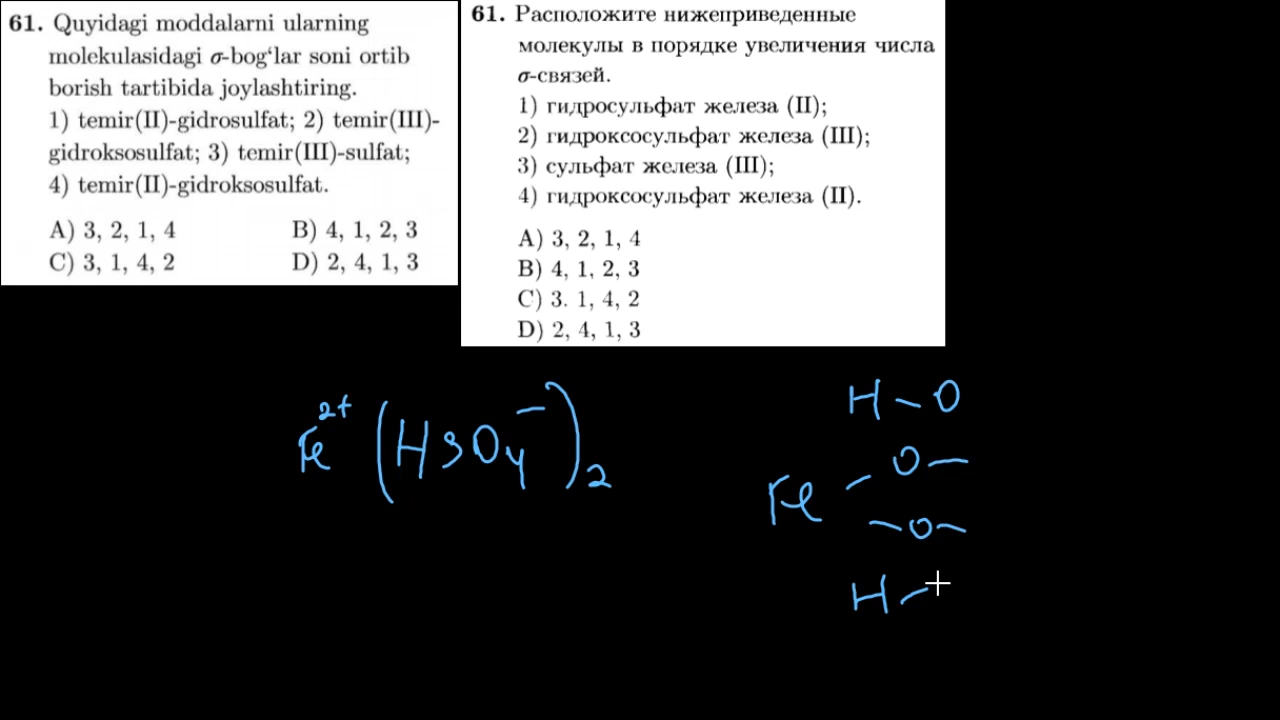 61. Quyidagi moddalarni ularning
molekulasidagi σ-bog‘lar soni ortib
borish tartibida joylashtiring.
1) temir(II)-gidrosulfat; 2) temir(III)-
gidroksosulfat; 3) temir(III)-sulfat;
4) temir(II)-gidroksosulfat.
A) 3, 2, 1, 4 B) 4, 1, 2, 3
C) 3, 1, 4, 2 D) 2, 4, 1, 3
61. Расположите нижеприведенные
молекулы в порядке увеличения числа
σ-связей.
1) гидросульфат железа (II);
2) гидроксосульфат железа (III);
3) сульфат железа (III);
4) гидроксосульфат железа (II).
A) 3, 2, 1, 4
B) 4, 1, 2, 3
C) 3. 1, 4, 2
D) 2, 4, 1, 3
Fe²⁺(HSO₄⁻)₂
H–O
–O–
Fe
–O–
H–